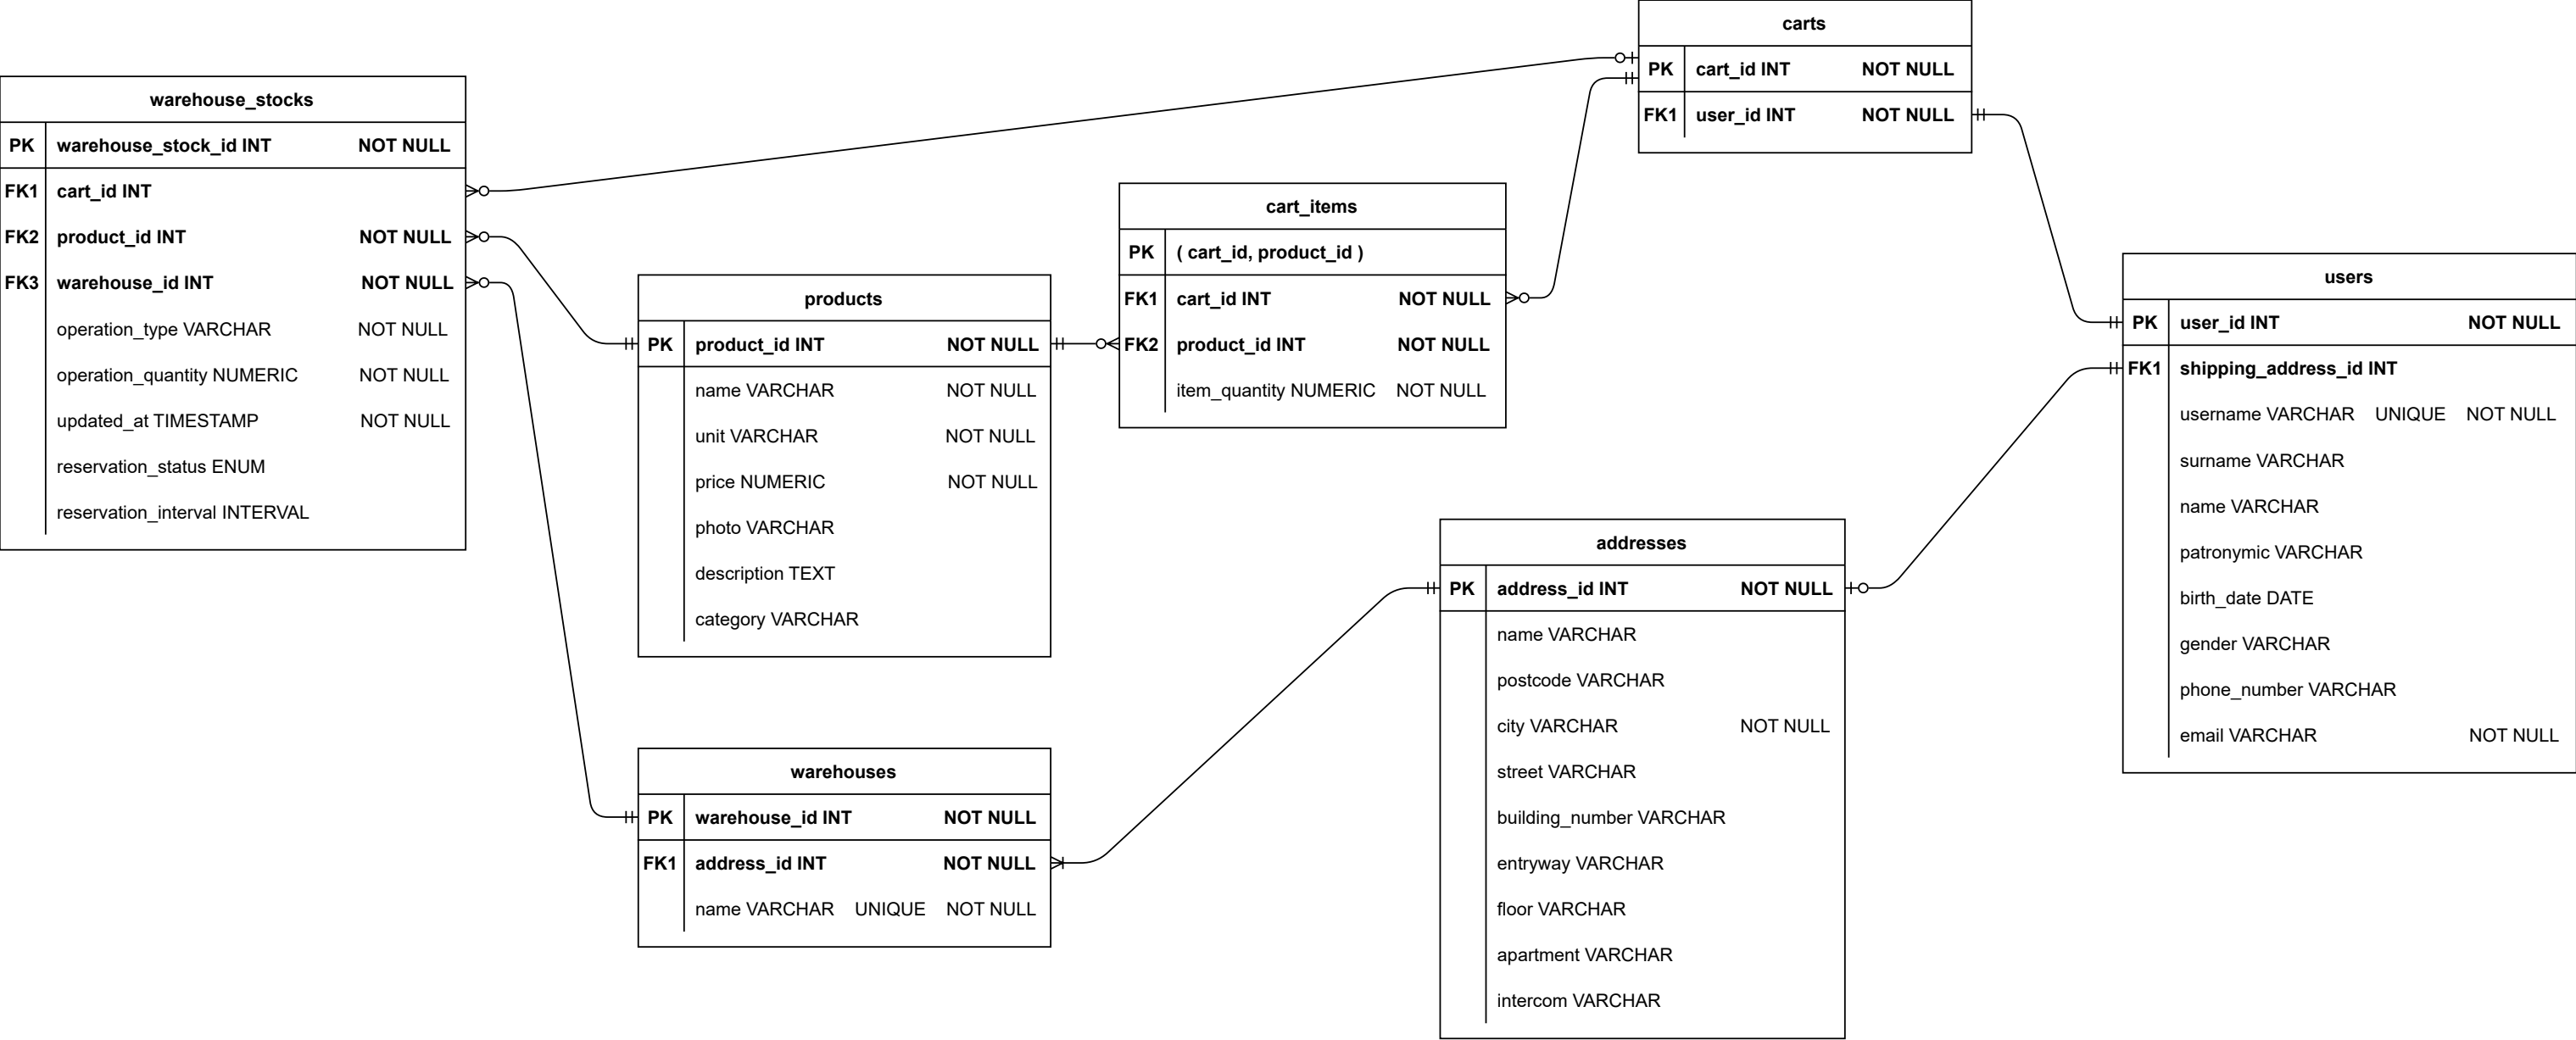 carts
PK cart_id INT NOT NULL
FK1 user_id INT NOT NULL
warehouse_stocks
PK warehouse_stock_id INT NOT NULL
FK1 cart_id INT
FK2 product_id INT NOT NULL
FK3 warehouse_id INT NOT NULL
operation_type VARCHAR NOT NULL
operation_quantity NUMERIC NOT NULL
updated_at TIMESTAMP NOT NULL
reservation_status ENUM
reservation_interval INTERVAL
cart_items
PK ( cart_id, product_id )
FK1 cart_id INT NOT NULL
FK2 product_id INT NOT NULL
item_quantity NUMERIC NOT NULL
products
PK product_id INT NOT NULL
name VARCHAR NOT NULL
unit VARCHAR NOT NULL
price NUMERIC NOT NULL
photo VARCHAR
description TEXT
category VARCHAR
users
PK user_id INT NOT NULL
FK1 shipping_address_id INT
username VARCHAR UNIQUE NOT NULL
surname VARCHAR
name VARCHAR
patronymic VARCHAR
birth_date DATE
gender VARCHAR
phone_number VARCHAR
email VARCHAR NOT NULL
addresses
PK address_id INT NOT NULL
name VARCHAR
postcode VARCHAR
city VARCHAR NOT NULL
street VARCHAR
building_number VARCHAR
entryway VARCHAR
floor VARCHAR
apartment VARCHAR
intercom VARCHAR
warehouses
PK warehouse_id INT NOT NULL
FK1 address_id INT NOT NULL
name VARCHAR UNIQUE NOT NULL